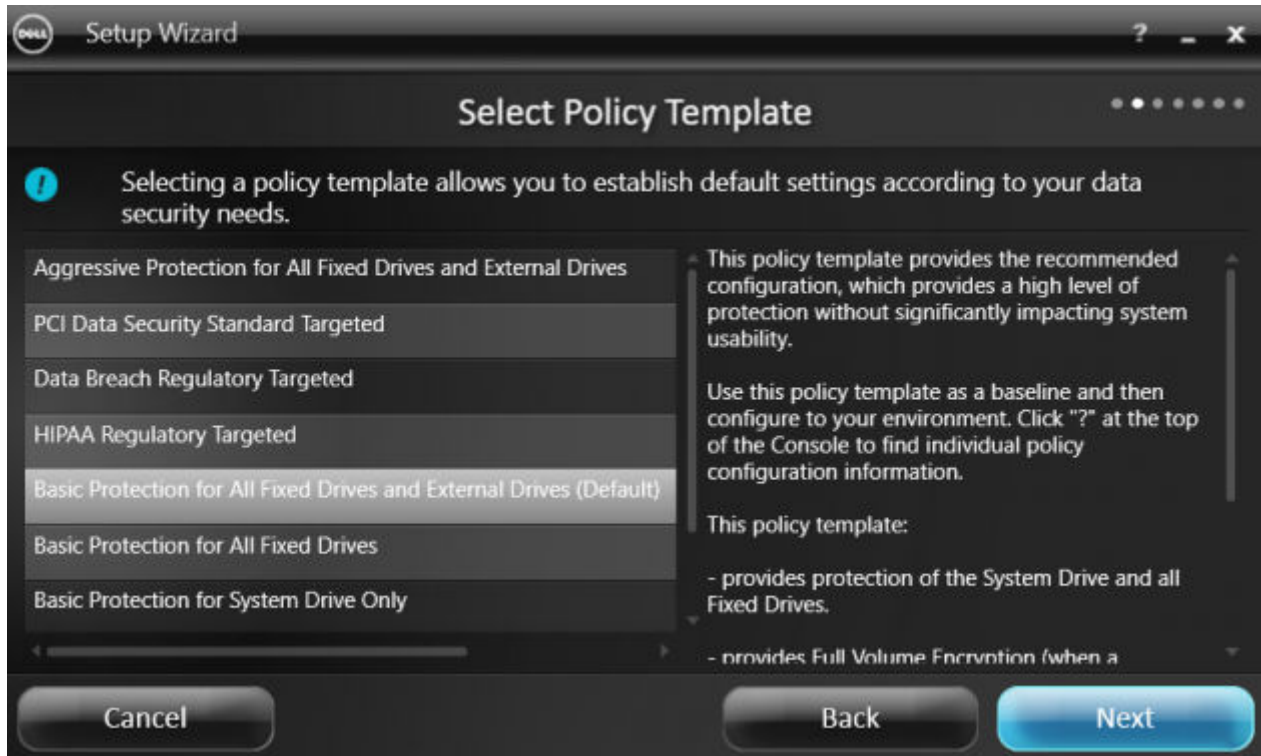 DELL
Setup Wizard
? _ x
Select Policy Template
!
Selecting a policy template allows you to establish default settings according to your data
security needs.
Aggressive Protection for All Fixed Drives and External Drives
PCI Data Security Standard Targeted
Data Breach Regulatory Targeted
HIPAA Regulatory Targeted
Basic Protection for All Fixed Drives and External Drives (Default)
Basic Protection for All Fixed Drives
Basic Protection for System Drive Only
This policy template provides the recommended
configuration, which provides a high level of
protection without significantly impacting system
usability.
Use this policy template as a baseline and then
configure to your environment. Click "?" at the top
of the Console to find individual policy
configuration information.
This policy template:
- provides protection of the System Drive and all
Fixed Drives.
- provides Full Volume Encryption (when a
Cancel
Back
Next